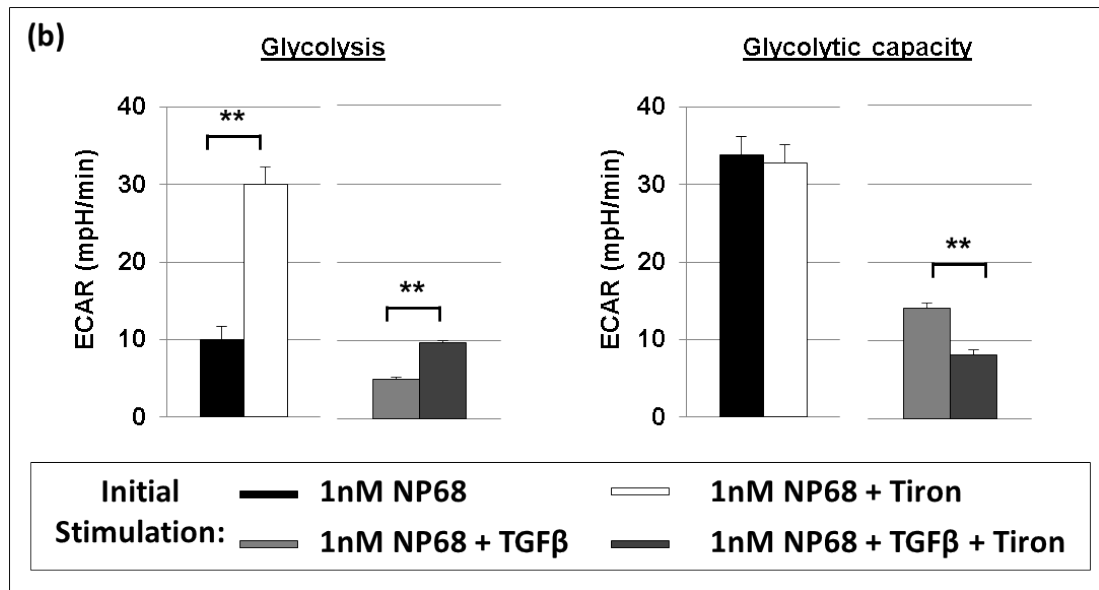 (b)
Glycolysis
Glycolytic capacity
ECAR (mpH/min)
40
30
20
10
0
**
**
ECAR (mpH/min)
40
30
20
10
0
**
Initial Stimulation:
1nM NP68
1nM NP68 + Tiron
1nM NP68 + TGFβ
1nM NP68 + TGFβ + Tiron